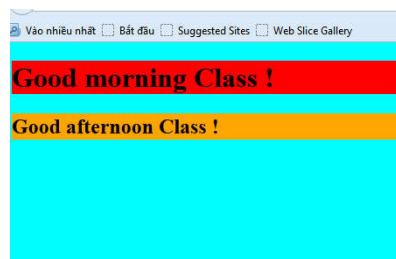 Vào nhiều nhất Bắt đầu Suggested Sites Web Slice Gallery
Good morning Class !
Good afternoon Class !